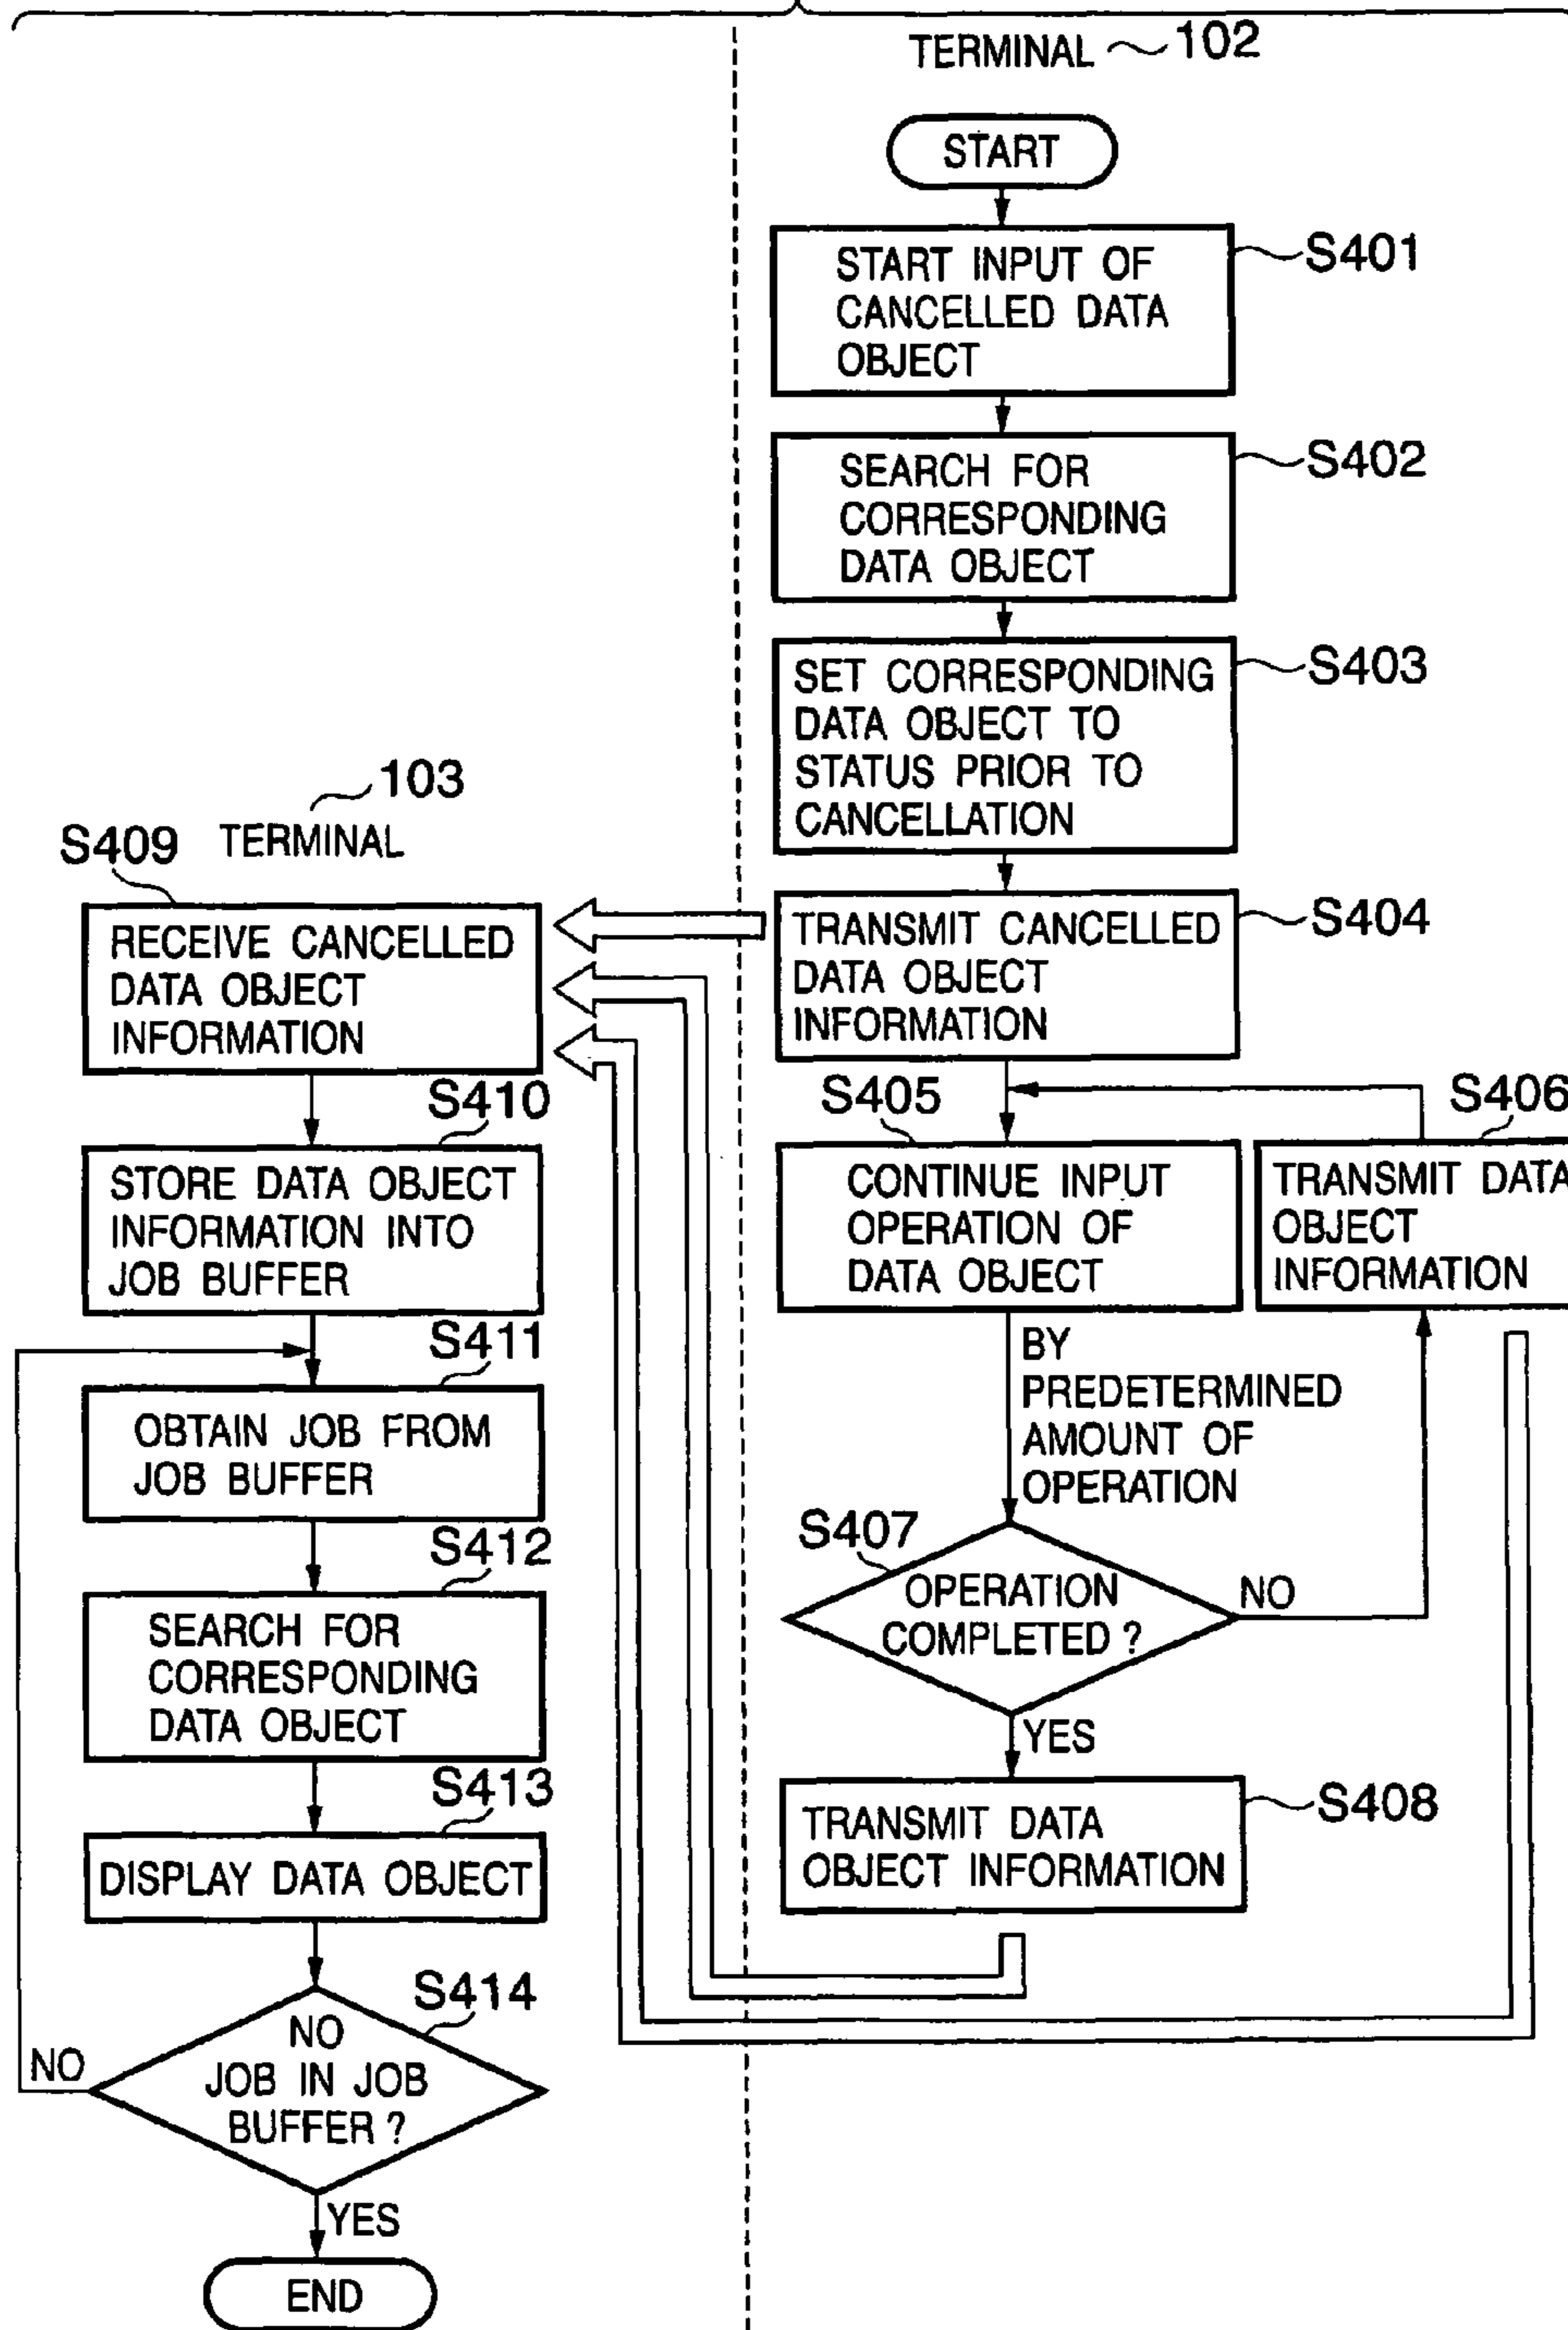 TERMINAL 102
START
S401
START INPUT OF
CANCELLED DATA
OBJECT
S402
SEARCH FOR
CORRESPONDING
DATA OBJECT
S403
SET CORRESPONDING
DATA OBJECT TO
STATUS PRIOR TO
CANCELLATION
S404
TRANSMIT CANCELLED
DATA OBJECT
INFORMATION
S405
CONTINUE INPUT
OPERATION OF
DATA OBJECT
S406
TRANSMIT DATA
OBJECT
INFORMATION
BY
PREDETERMINED
AMOUNT OF
OPERATION
S407
OPERATION
COMPLETED ?
NO
YES
S408
TRANSMIT DATA
OBJECT INFORMATION
103
TERMINAL
S409
RECEIVE CANCELLED
DATA OBJECT
INFORMATION
S410
STORE DATA OBJECT
INFORMATION INTO
JOB BUFFER
S411
OBTAIN JOB FROM
JOB BUFFER
S412
SEARCH FOR
CORRESPONDING
DATA OBJECT
S413
DISPLAY DATA OBJECT
S414
NO
JOB IN JOB
BUFFER ?
NO
YES
END